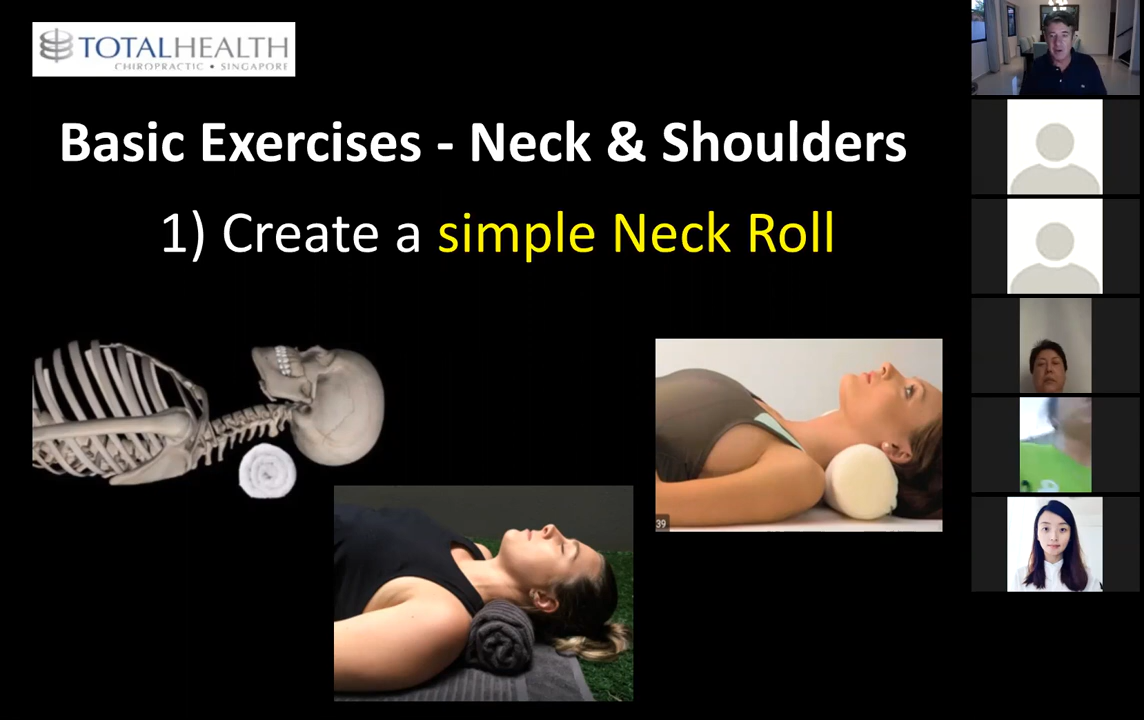 TOTALHEALTH
CHIROPRACTIC • SINGAPORE
Basic Exercises - Neck & Shoulders
1) Create a simple Neck Roll
39